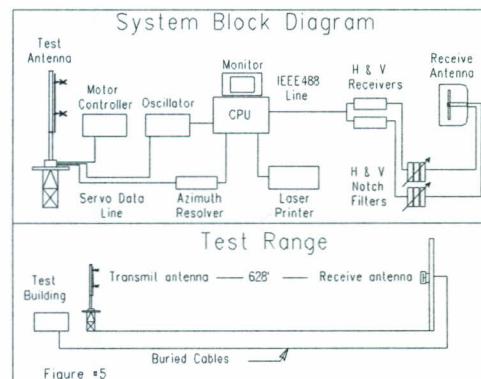 System Block Diagram
Test
Antenna
Motor
Controller
Oscillator
Monitor
CPU
IEEE488
Line
H & V
Receivers
Receive
Antenna
Servo Data
Line
Azimuth
Resolver
Laser
Printer
H & V
Notch
Filters
Test Range
Test
Building
Transmit antenna
628'
Receive antenna
Buried Cables
Figure #5